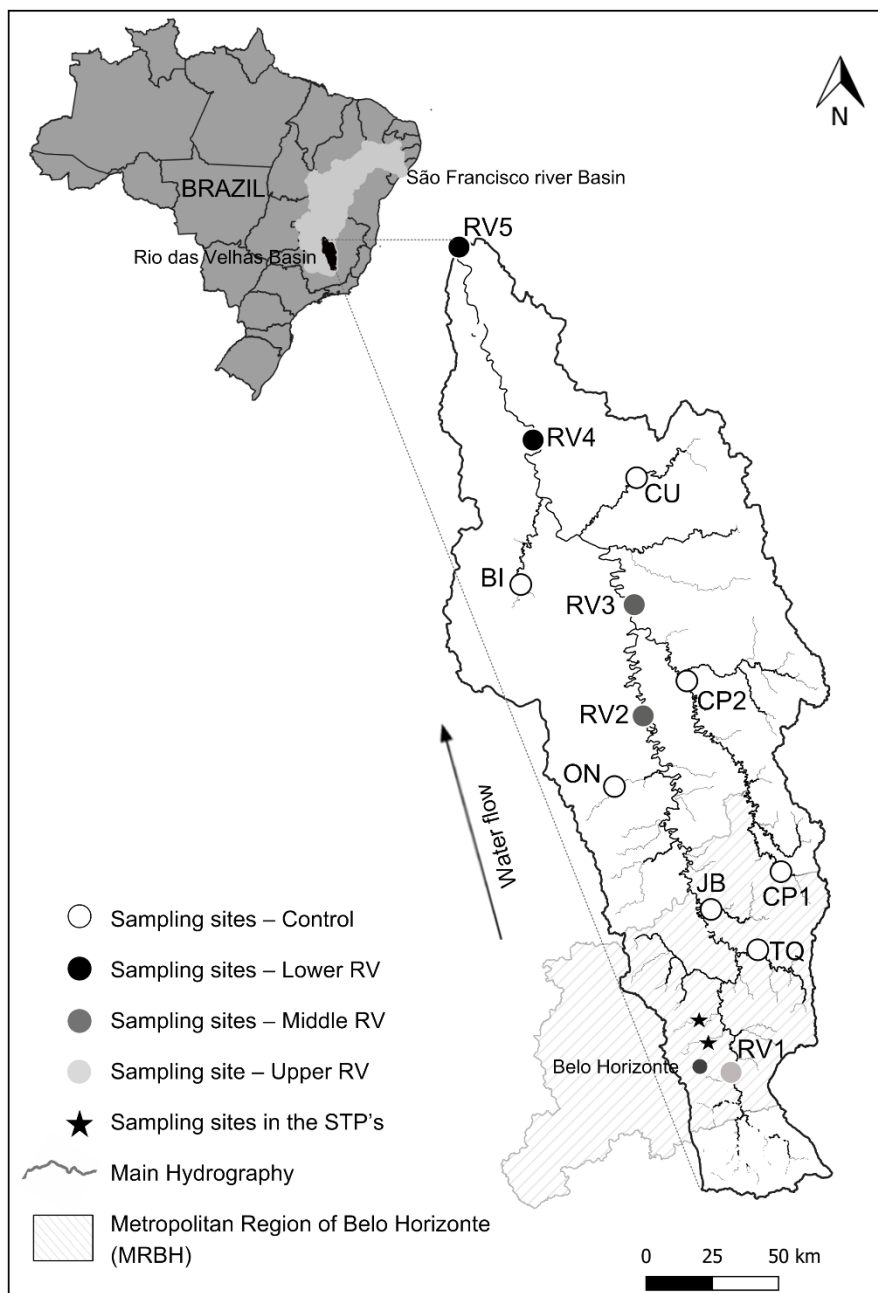 N
BRAZIL
São Francisco river Basin
Rio das Velhas Basin
RV5
RV4
CU
BI
RV3
CP2
RV2
ON
Water flow
JB
CP1
TQ
RV1
Belo Horizonte
Sampling sites – Control
Sampling sites – Lower RV
Sampling sites – Middle RV
Sampling site – Upper RV
Sampling sites in the STP's
Main Hydrography
Metropolitan Region of Belo Horizonte
(MRBH)
0 25 50 km